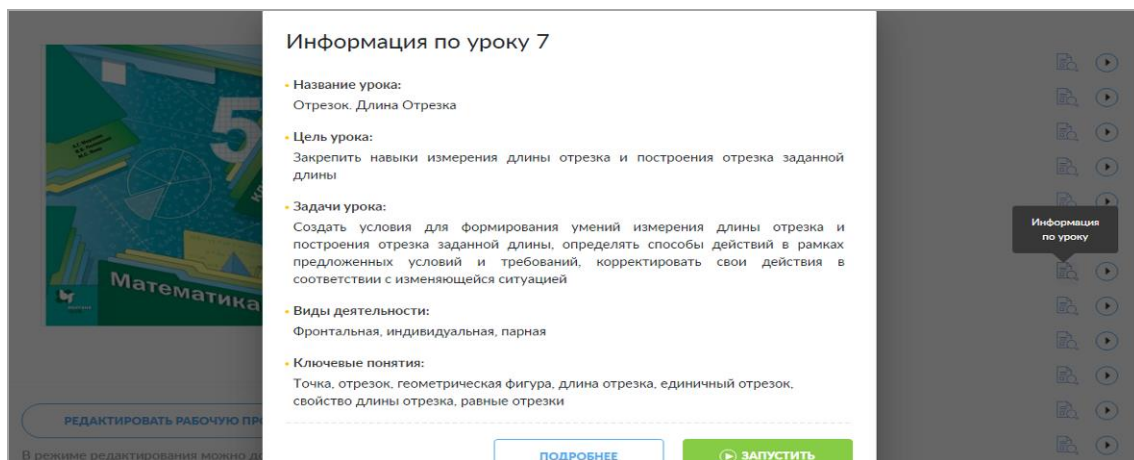 Информация по уроку 7
Название урока:
Отрезок. Длина Отрезка
Цель урока:
Закрепить навыки измерения длины отрезка и построения отрезка заданной
длины
Задачи урока:
Создать условия для формирования умений измерения длины отрезка и
построения отрезка заданной длины, определять способы действий в рамках
предложенных условий и требований, корректировать свои действия в
соответствии с изменяющейся ситуацией
Виды деятельности:
Фронтальная, индивидуальная, парная
Ключевые понятия:
Точка, отрезок, геометрическая фигура, длина отрезка, единичный отрезок,
свойство длины отрезка, равные отрезки
ПОДРОБНЕЕ
ЗАПУСТИТЬ
5
Математика
РЕДАКТИРОВАТЬ РАБОЧУЮ ПР
В режиме редактирования можно д
Информация
по уроку